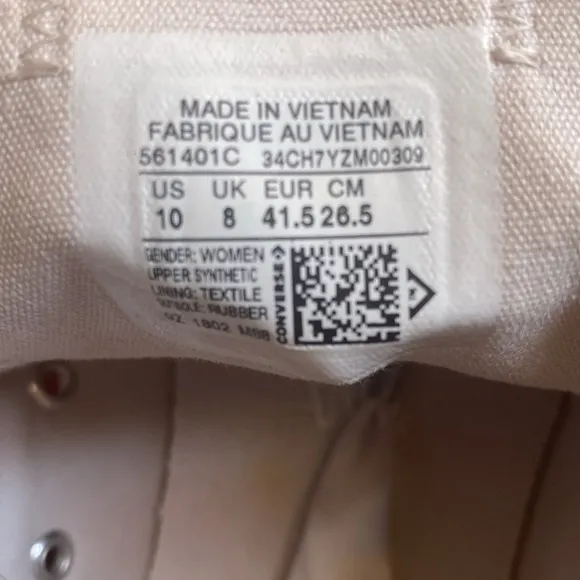 MADE IN VIETNAM
FABRIQUE AU VIETNAM
561401C 34CH7YZM00309
US UK EUR CM
10 8 41.5 26.5
GENDER: WOMEN
UPPER SYNTHETIC
LINING: TEXTILE
RUBBER
1802
CONVERSE